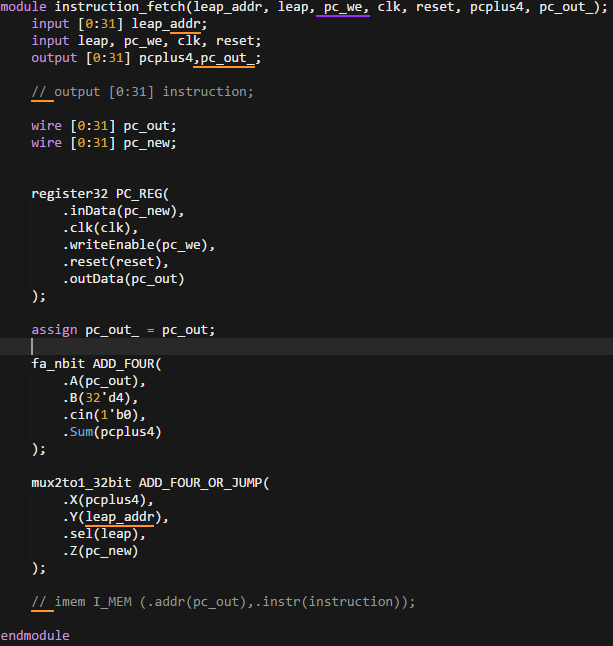 module instruction_fetch(leap_addr, leap, pc_we, clk, reset, pcplus4, pc_out_);
    input [0:31] leap_addr;
    input leap, pc_we, clk, reset;
    output [0:31] pcplus4,pc_out_;

    // output [0:31] instruction;

    wire [0:31] pc_out;
    wire [0:31] pc_new;


    register32 PC_REG(
        .inData(pc_new),
        .clk(clk),
        .writeEnable(pc_we),
        .reset(reset),
        .outData(pc_out)
    );

    assign pc_out_ = pc_out;

    fa_nbit ADD_FOUR(
        .A(pc_out),
        .B(32'd4),
        .cin(1'b0),
        .Sum(pcplus4)
    );

    mux2to1_32bit ADD_FOUR_OR_JUMP(
        .X(pcplus4),
        .Y(leap_addr),
        .sel(leap),
        .Z(pc_new)
    );

    // imem I_MEM (.addr(pc_out),.instr(instruction));

endmodule